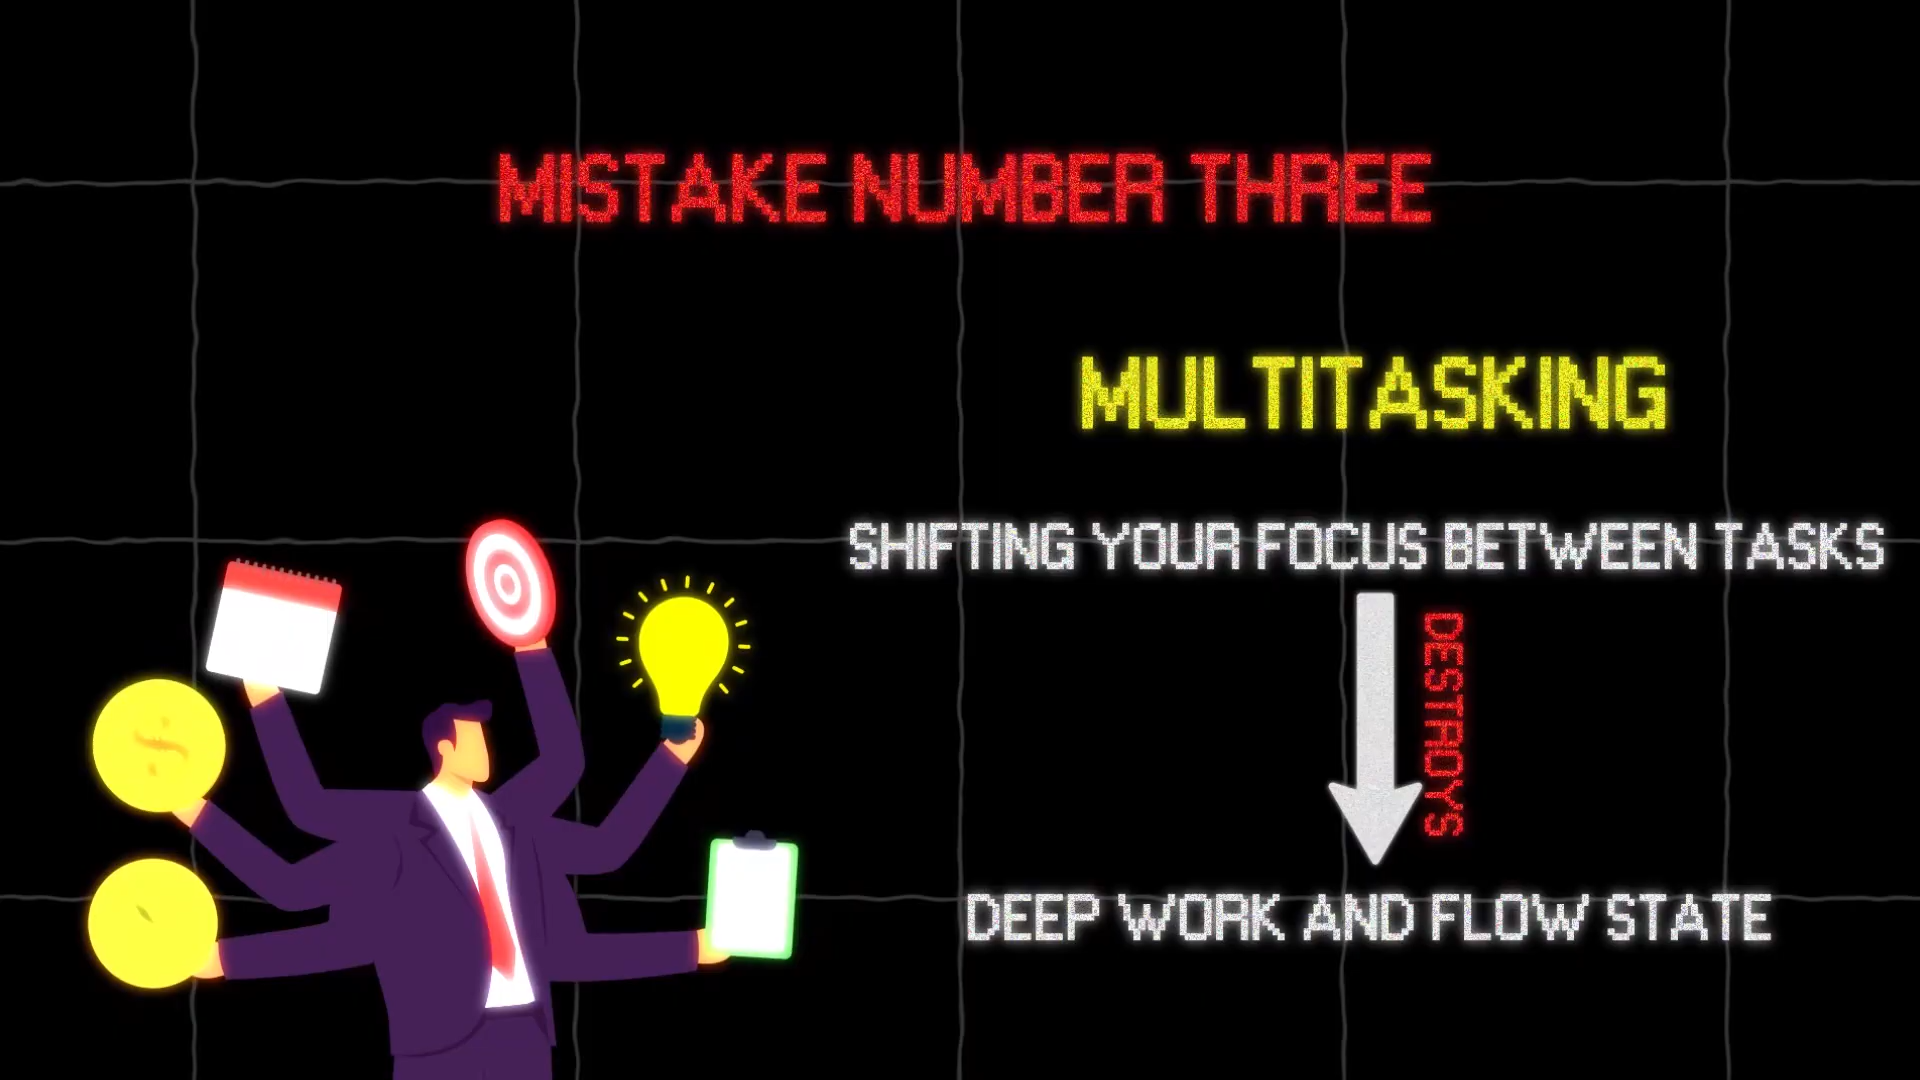 MISTAKE NUMBER THREE
MULTITASKING
SHIFTING YOUR FOCUS BETWEEN TASKS
DESTROYS
DEEP WORK AND FLOW STATE